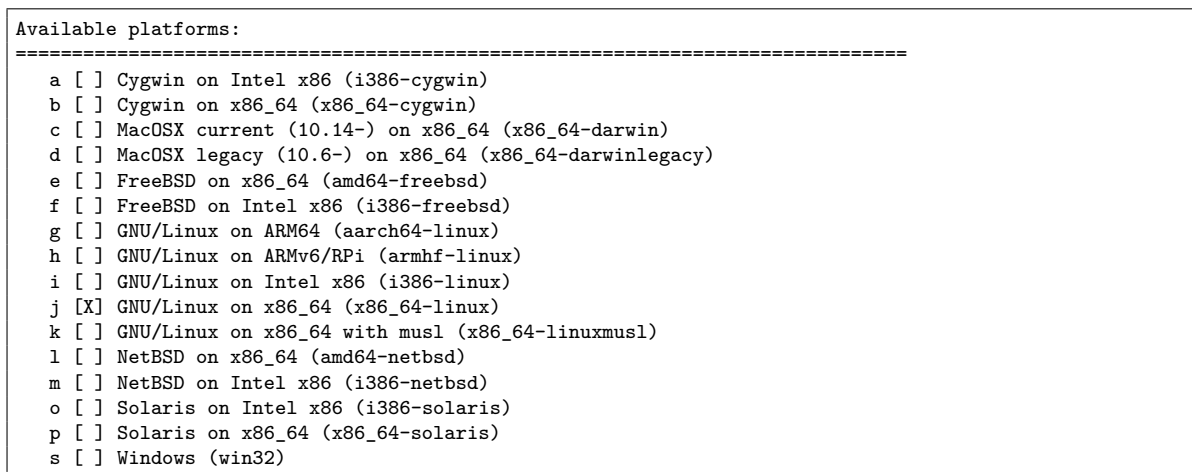 Available platforms:
===============================================================================
   a [ ] Cygwin on Intel x86 (i386-cygwin)
   b [ ] Cygwin on x86_64 (x86_64-cygwin)
   c [ ] MacOSX current (10.14-) on x86_64 (x86_64-darwin)
   d [ ] MacOSX legacy (10.6-) on x86_64 (x86_64-darwinlegacy)
   e [ ] FreeBSD on x86_64 (amd64-freebsd)
   f [ ] FreeBSD on Intel x86 (i386-freebsd)
   g [ ] GNU/Linux on ARM64 (aarch64-linux)
   h [ ] GNU/Linux on ARMv6/RPi (armhf-linux)
   i [ ] GNU/Linux on Intel x86 (i386-linux)
   j [X] GNU/Linux on x86_64 (x86_64-linux)
   k [ ] GNU/Linux on x86_64 with musl (x86_64-linuxmusl)
   l [ ] NetBSD on x86_64 (amd64-netbsd)
   m [ ] NetBSD on Intel x86 (i386-netbsd)
   o [ ] Solaris on Intel x86 (i386-solaris)
   p [ ] Solaris on x86_64 (x86_64-solaris)
   s [ ] Windows (win32)